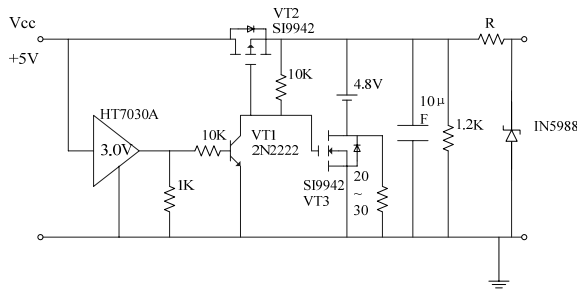 Vcc
+5V
VT2
SI9942
R
10K
4.8V
10μ
F
1.2K
IN5988
HT7030A
3.0V
10K
VT1
2N2222
1K
SI9942
VT3
20
~
30